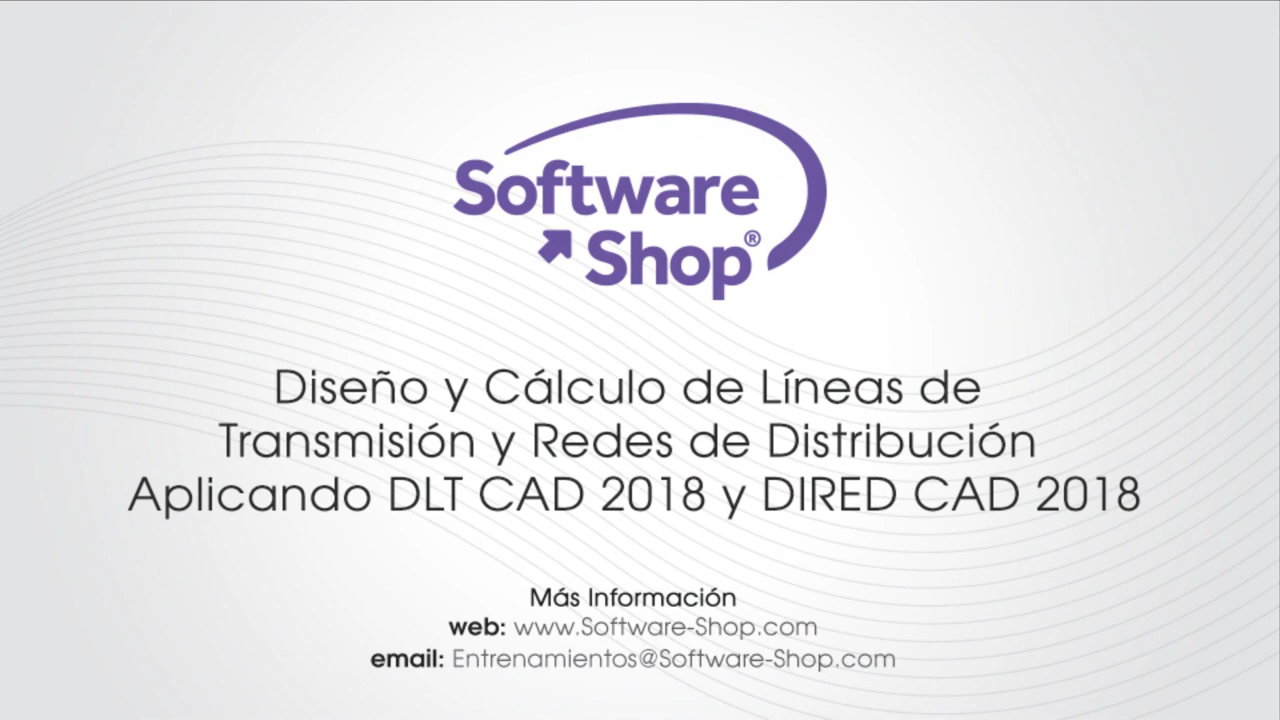 Software
Shop®
Diseño y Cálculo de Líneas de
Transmisión y Redes de Distribución
Aplicando DLT CAD 2018 y DIRED CAD 2018
Más Información
web: www.Software-Shop.com
email: Entrenamientos@Software-Shop.com